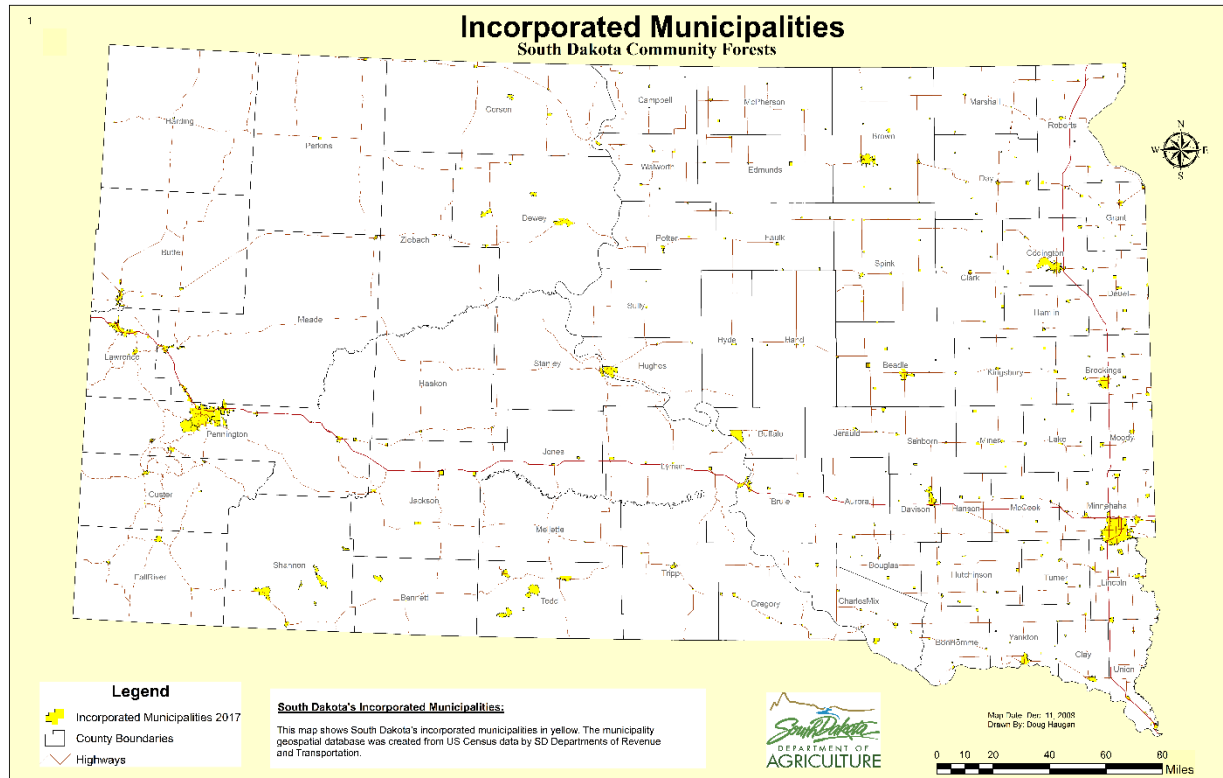 1
Incorporated Municipalities
South Dakota Community Forests
Campbell
McPherson
Marshall
Corson
Harding
Perkins
Brown
Roberts
N
W E
S
Walworth
Edmunds
Day
Dewey
Grant
Ziebach
Potter
Faulk
Butte
Codington
Spink
Clark
Deuel
Meade
Sully
Hamlin
Lawrence
Stanley
Hughes
Hyde
Hand
Beadle
Kingsbury
Brookings
Haakon
Pennington
Buffalo
Jerauld
Sanborn
Miner
Lake
Moody
Jones
Lyman
Custer
Jackson
Brule
Aurora
Davison
Hanson
McCook
Minnehaha
Mellette
Shannon
Tripp
Douglas
FallRiver
Hutchinson
Turner
Lincoln
Bennett
Todd
Gregory
CharlesMix
BonHomme
Yankton
Clay
Union
Legend
Incorporated Municipalities 2017
County Boundaries
Highways
South Dakota's Incorporated Municipalities:
This map shows South Dakota's incorporated municipalities in yellow. The municipality
geospatial database was created from US Census data by SD Departments of Revenue
and Transportation.
South Dakota
DEPARTMENT OF
AGRICULTURE
Map Date: Dec. 11, 2009
Drawn By: Doug Haugan
0 10 20 40 60 80
Miles